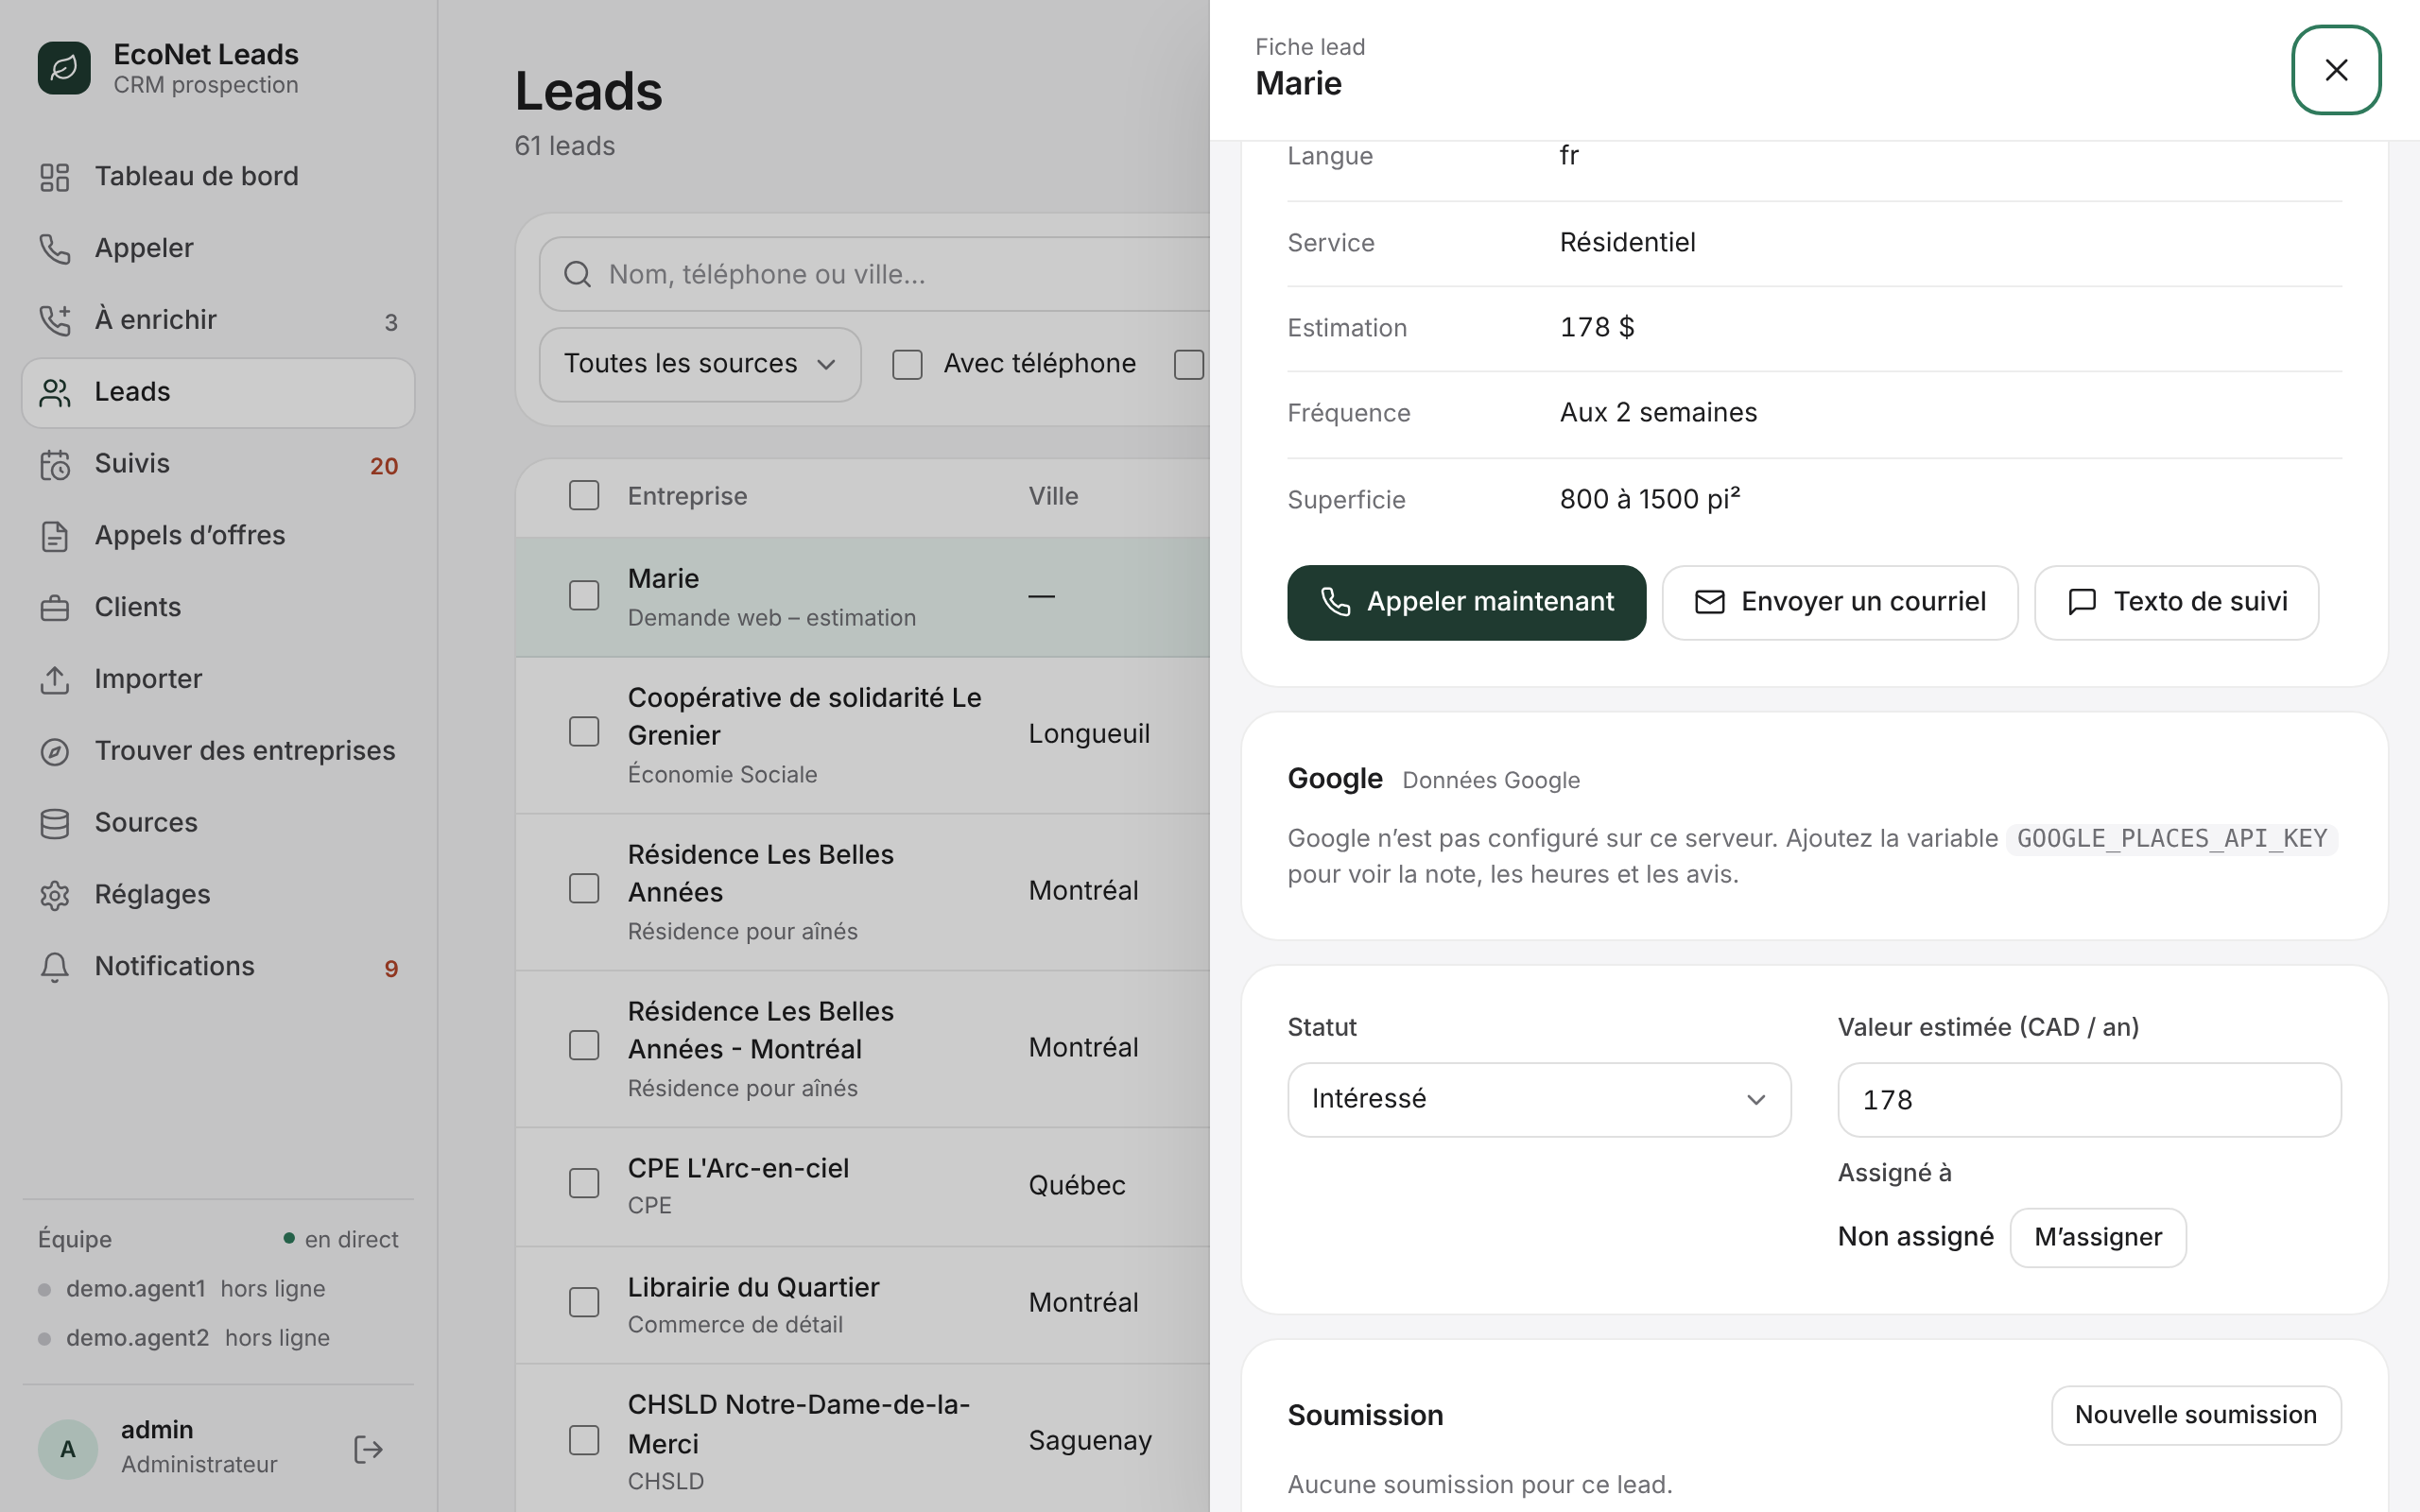 EcoNet Leads
CRM prospection
Tableau de bord
Appeler
À enrichir 3
Leads
Suivis 20
Appels d’offres
Clients
Importer
Trouver des entreprises
Sources
Réglages
Notifications 9
Équipe en direct
demo.agent1 hors ligne
demo.agent2 hors ligne
A
admin
Administrateur
Leads
61 leads
Nom, téléphone ou ville...
Toutes les sources Avec téléphone
Entreprise Ville
Marie
Demande web – estimation
—
Coopérative de solidarité Le
Grenier
Économie Sociale
Longueuil
Résidence Les Belles
Années
Résidence pour aînés
Montréal
Résidence Les Belles
Années - Montréal
Résidence pour aînés
Montréal
CPE L'Arc-en-ciel
CPE
Québec
Librairie du Quartier
Commerce de détail
Montréal
CHSLD Notre-Dame-de-la-
Merci
CHSLD
Saguenay
Fiche lead
Marie
Langue fr
Service Résidentiel
Estimation 178 $
Fréquence Aux 2 semaines
Superficie 800 à 1500 pi²
Appeler maintenant Envoyer un courriel Texto de suivi
Google Données Google
Google n’est pas configuré sur ce serveur. Ajoutez la variable GOOGLE_PLACES_API_KEY
pour voir la note, les heures et les avis.
Statut
Intéressé
Valeur estimée (CAD / an)
178
Assigné à
Non assigné M’assigner
Soumission Nouvelle soumission
Aucune soumission pour ce lead.